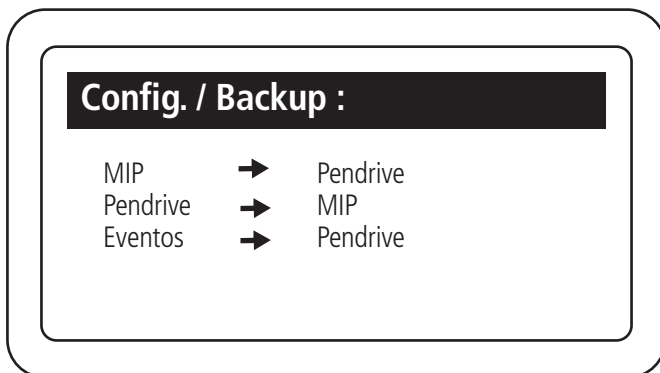 Config. / Backup :
MIP → Pendrive
Pendrive → MIP
Eventos → Pendrive